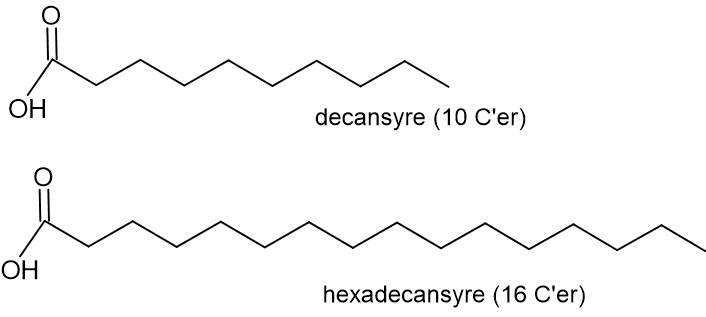 O
OH
decansyre (10 C'er)
O
OH
hexadecansyre (16 C'er)